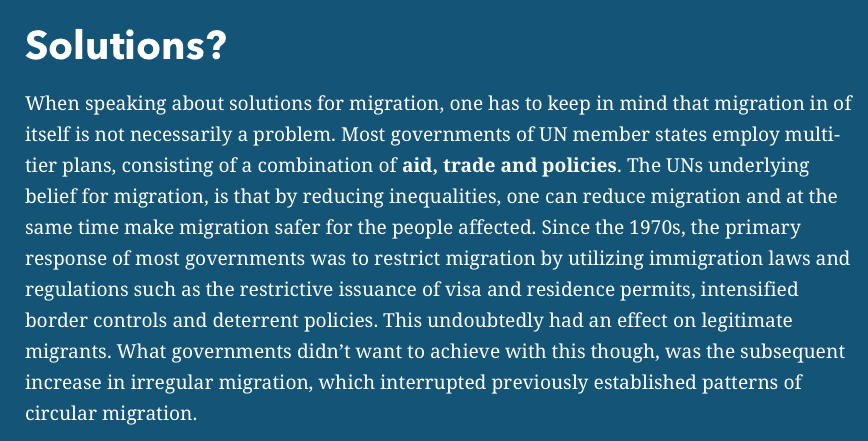 Solutions?
When speaking about solutions for migration, one has to keep in mind that migration in of
itself is not necessarily a problem. Most governments of UN member states employ multi-
tier plans, consisting of a combination of aid, trade and policies. The UNs underlying
belief for migration, is that by reducing inequalities, one can reduce migration and at the
same time make migration safer for the people affected. Since the 1970s, the primary
response of most governments was to restrict migration by utilizing immigration laws and
regulations such as the restrictive issuance of visa and residence permits, intensified
border controls and deterrent policies. This undoubtedly had an effect on legitimate
migrants. What governments didn’t want to achieve with this though, was the subsequent
increase in irregular migration, which interrupted previously established patterns of
circular migration.